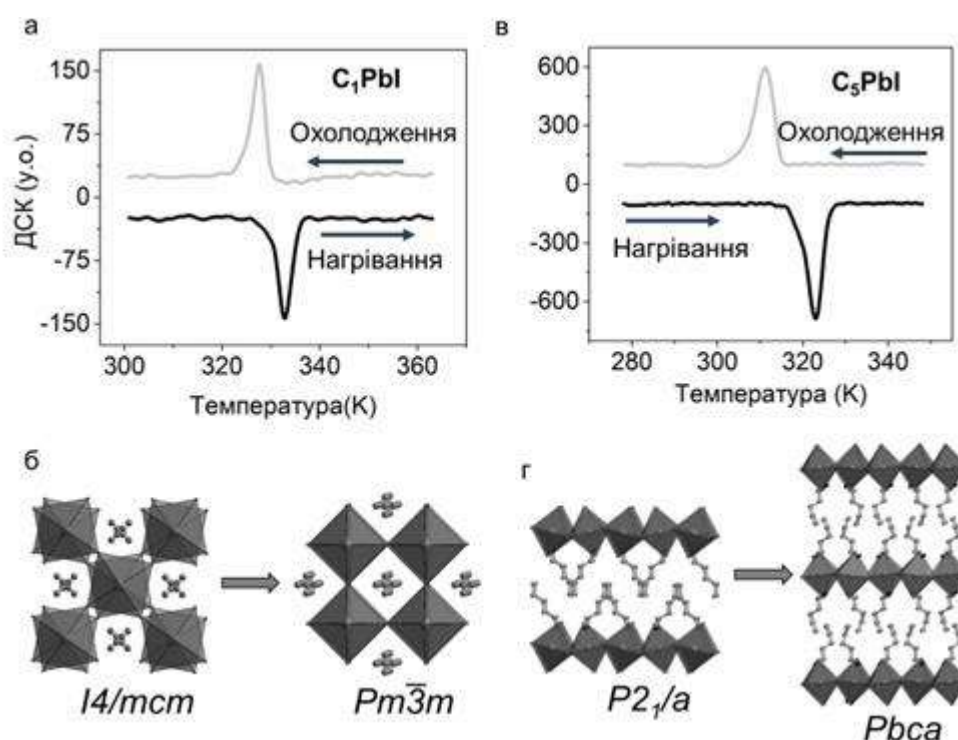 а
150
75
0
-75
-150
ДСК (у.о.)
C₁PbI
Охолодження
Нагрівання
300
320
340
360
Температура(К)
в
600
300
0
-300
-600
C₅PbI
Охолодження
Нагрівання
280
300
320
340
Температура (К)
б
I4/mcm
Pm3̅m
г
P2₁/a
Pbca